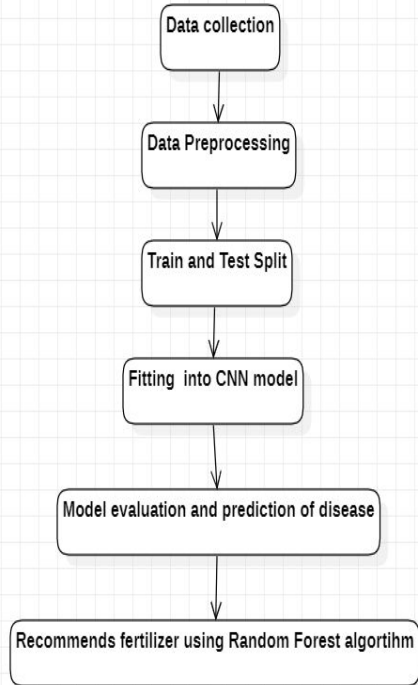 Data collection
Data Preprocessing
Train and Test Split
Fitting  into CNN model
Model evaluation and prediction of disease
Recommends fertilizer using Random Forest algortihm